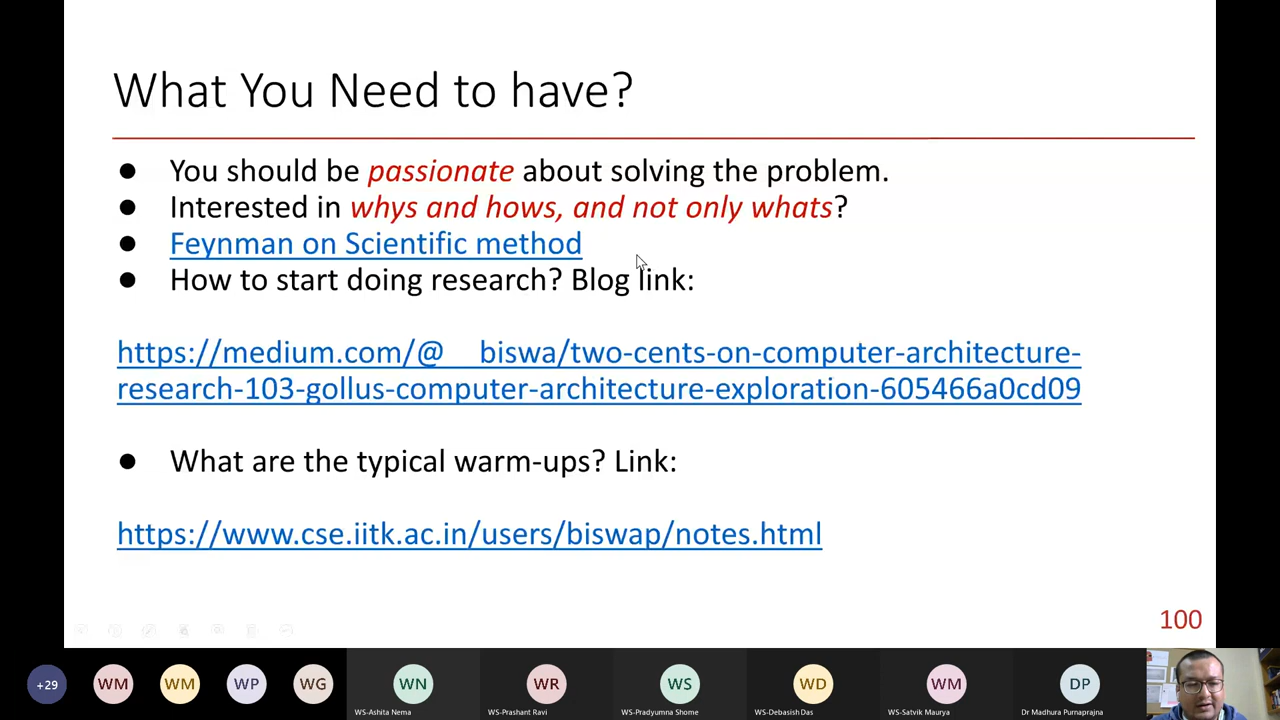 What You Need to have?
● You should be passionate about solving the problem.
● Interested in whys and hows, and not only whats?
● Feynman on Scientific method
● How to start doing research? Blog link:
https://medium.com/@__biswa/two-cents-on-computer-architecture-
research-103-gollus-computer-architecture-exploration-605466a0cd09
● What are the typical warm-ups? Link:
https://www.cse.iitk.ac.in/users/biswap/notes.html
100
+29 WM WM WP WG WN WR WS WD WM DP
WS-Ashita Nema WS-Prashant Ravi WS-Pradyumna Shome WS-Debasish Das WS-Satvik Maurya Dr Madhura Purnaprajna